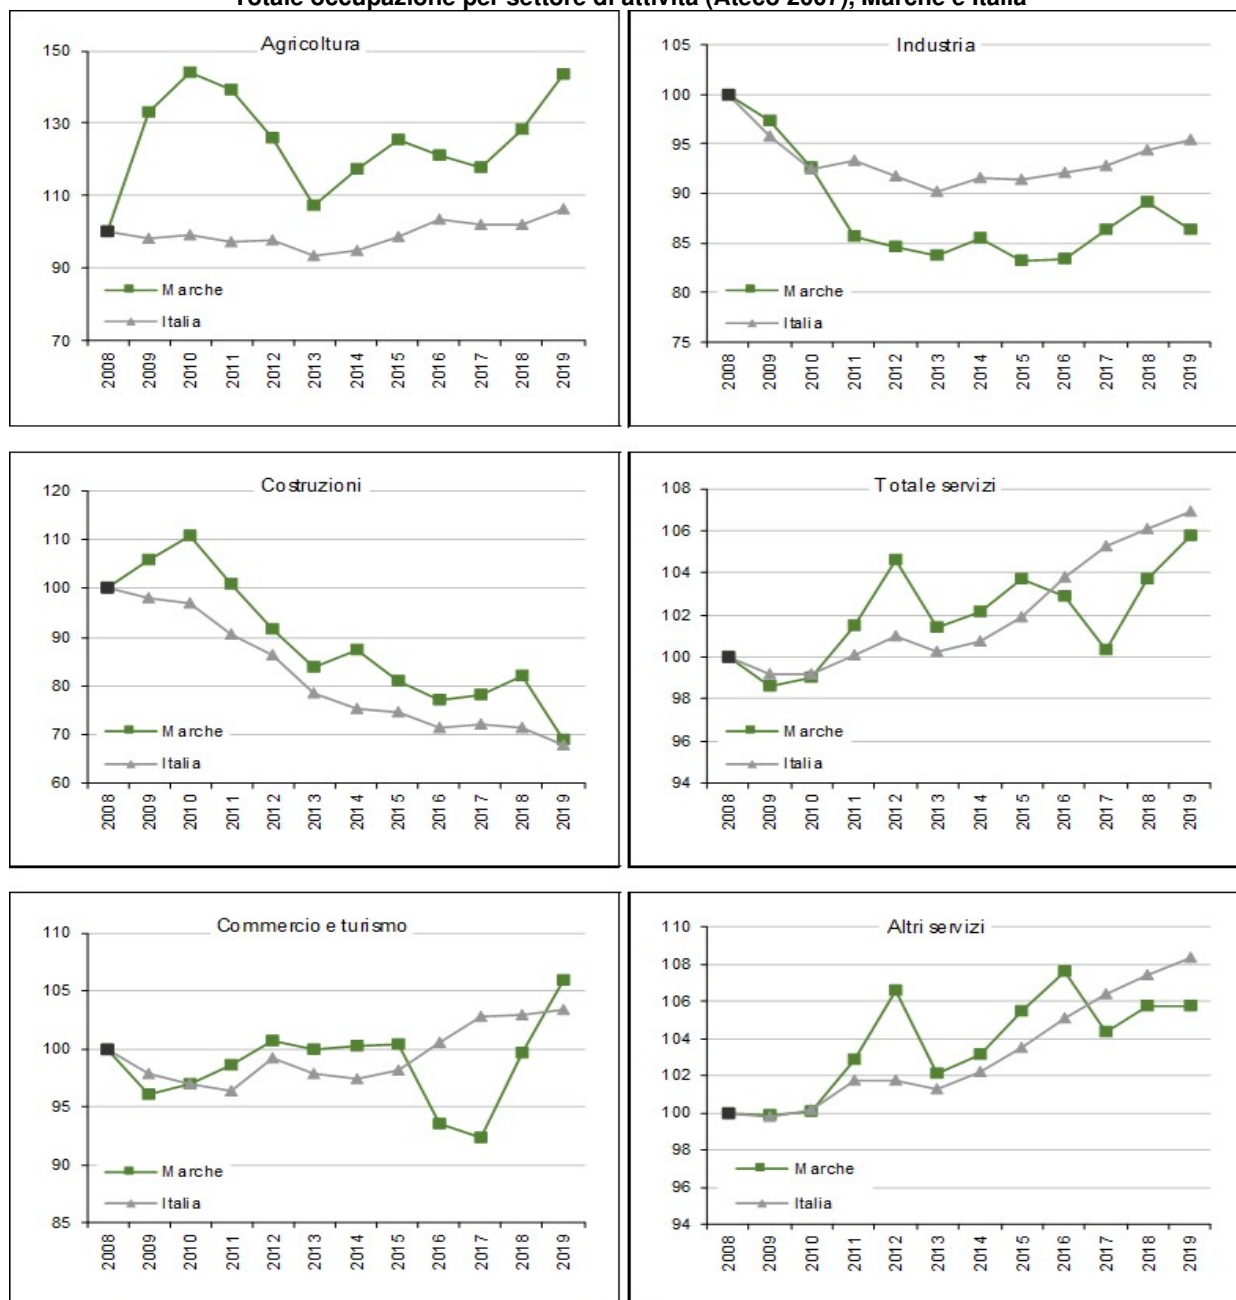 Totale occupazione per settore di attività (Ateco 2007), Marche e Italia
Agricoltura
150
130
110
90
70
Marche
Italia
2008 2009 2010 2011 2012 2013 2014 2015 2016 2017 2018 2019
Industria
105
100
95
90
85
80
75
Marche
Italia
2008 2009 2010 2011 2012 2013 2014 2015 2016 2017 2018 2019
Costruzioni
120
110
100
90
80
70
60
Marche
Italia
2008 2009 2010 2011 2012 2013 2014 2015 2016 2017 2018 2019
Totale servizi
108
106
104
102
100
98
96
94
Marche
Italia
2008 2009 2010 2011 2012 2013 2014 2015 2016 2017 2018 2019
Commercio e turismo
110
105
100
95
90
85
Marche
Italia
2008 2009 2010 2011 2012 2013 2014 2015 2016 2017 2018 2019
Altri servizi
110
108
106
104
102
100
98
96
94
Marche
Italia
2008 2009 2010 2011 2012 2013 2014 2015 2016 2017 2018 2019